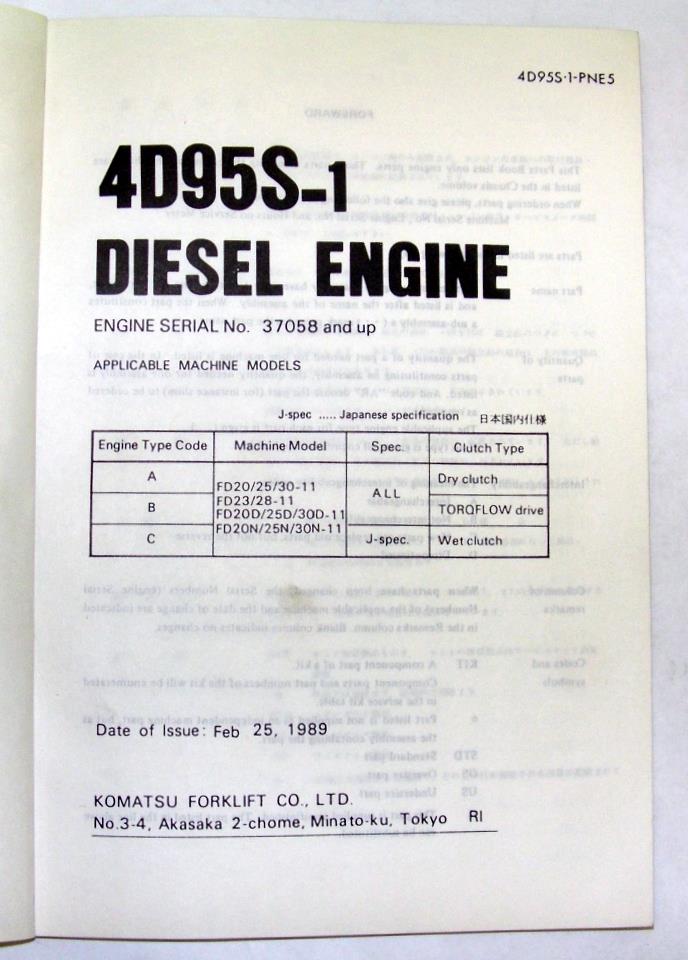 4D95S·1-PNE5
4D95S-1
DIESEL ENGINE
ENGINE SERIAL No. 37058 and up
APPLICABLE MACHINE MODELS
J-spec ..... Japanese specification 日本国内仕様
Engine Type Code Machine Model Spec. Clutch Type
A FD20/25/30-11 ALL Dry clutch
FD23/28-11
B FD20D/25D/30D-11 TORQFLOW drive
FD20N/25N/30N-11
C J-spec. Wet clutch
Date of Issue: Feb 25, 1989
KOMATSU FORKLIFT CO., LTD.
No.3-4, Akasaka 2-chome, Minato-ku, Tokyo RI